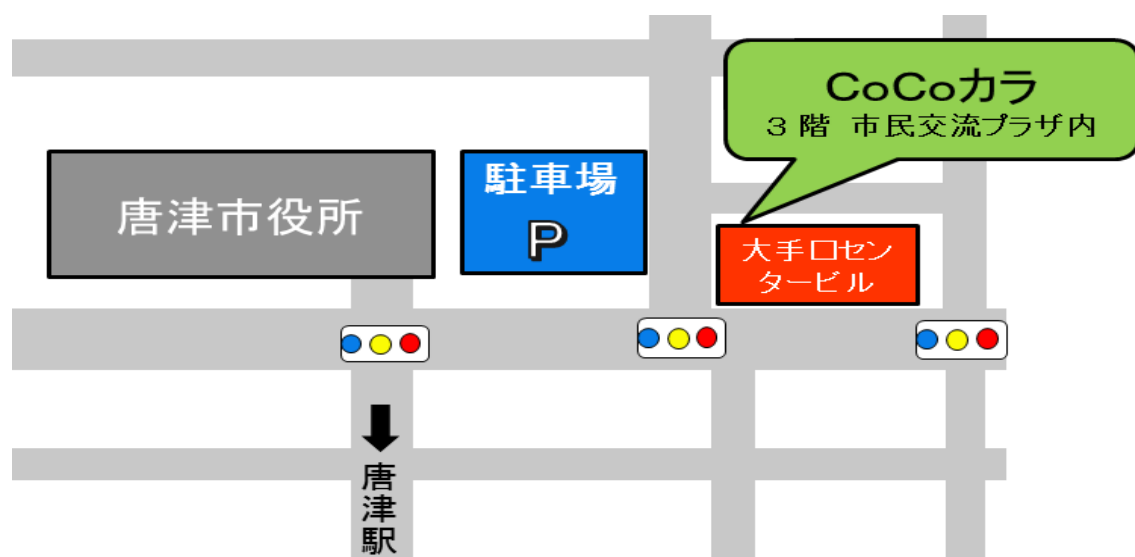 CoCoカラ
３階 市民交流プラザ内
唐津市役所
駐車場
P
大手口セン
タービル
唐津駅